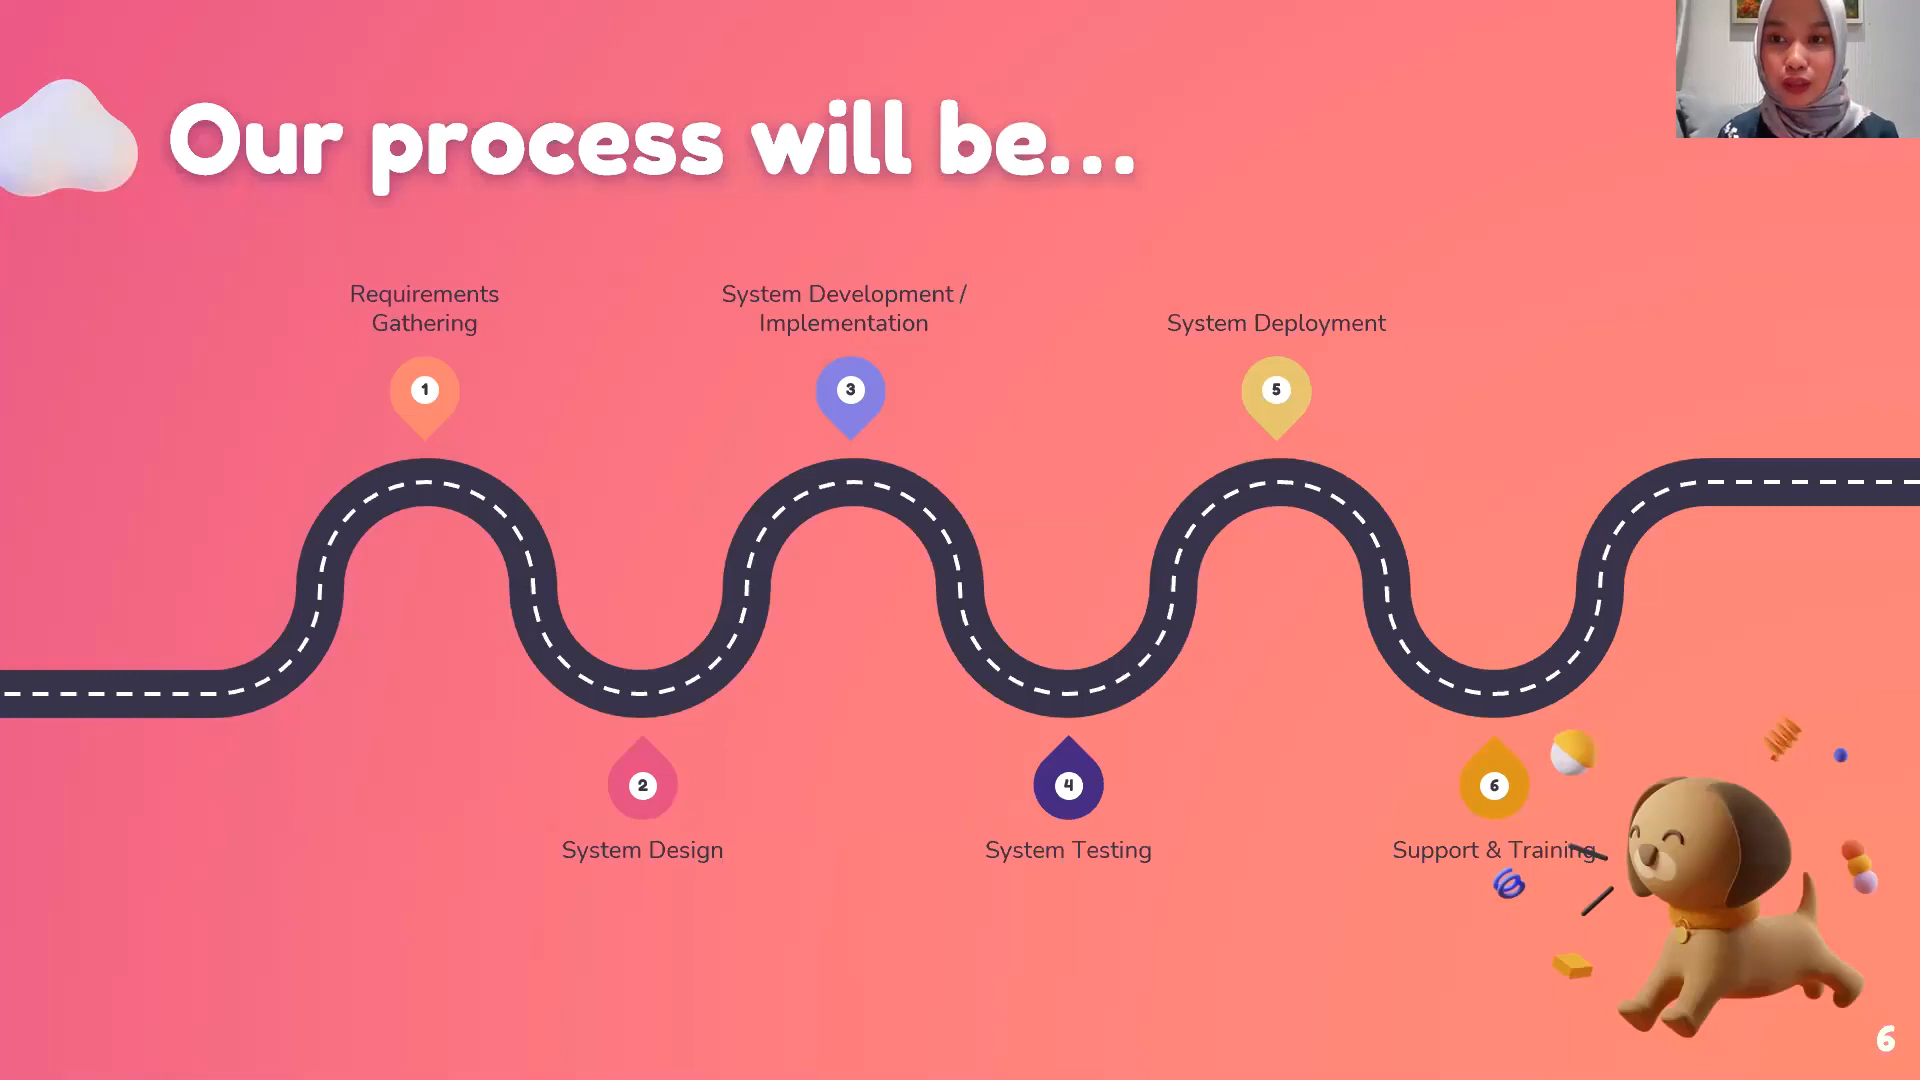 Our process will be...
Requirements
Gathering
System Development /
Implementation
System Deployment
1
3
5
2
4
6
System Design
System Testing
Support & Training
6